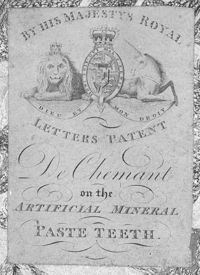 BY HIS MAJESTY'S ROYAL
DIEU ET MON DROIT
LETTERS PATENT
De Chemant
on the
ARTIFICIAL MINERAL
PASTE TEETH.